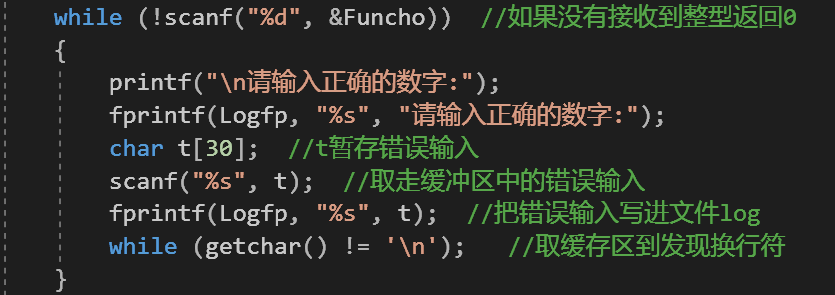 while (!scanf("%d", &Funcho))  //如果没有接收到整型返回0
{
    printf("\n请输入正确的数字:");
    fprintf(Logfp, "%s", "请输入正确的数字:");
    char t[30];  //t暂存错误输入
    scanf("%s", t);  //取走缓冲区中的错误输入
    fprintf(Logfp, "%s", t);  //把错误输入写进文件log
    while (getchar() != '\n');   //取缓存区到发现换行符
}